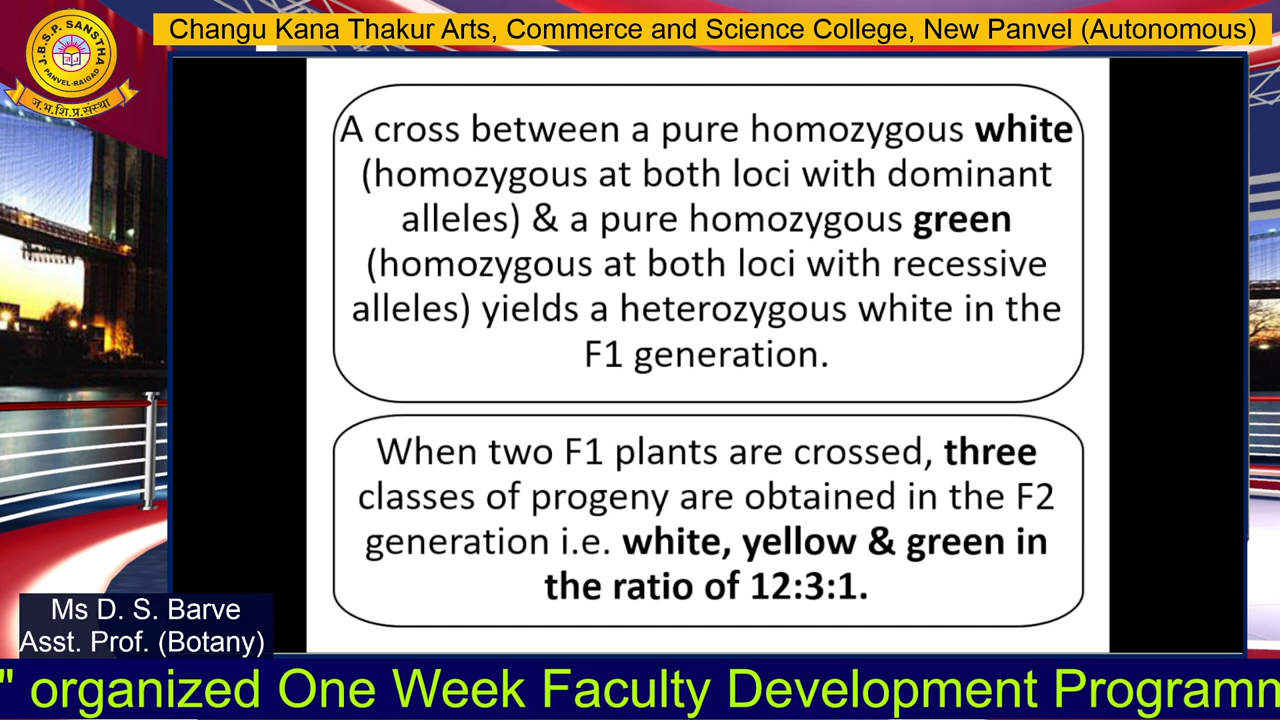 Changu Kana Thakur Arts, Commerce and Science College, New Panvel (Autonomous)
J.B.S.P. SANSTHA
PANVEL-RAIGAD
ज.भ.शि.प्र.संस्था
A cross between a pure homozygous white
(homozygous at both loci with dominant
alleles) & a pure homozygous green
(homozygous at both loci with recessive
alleles) yields a heterozygous white in the
F1 generation.
When two F1 plants are crossed, three
classes of progeny are obtained in the F2
generation i.e. white, yellow & green in
the ratio of 12:3:1.
Ms D. S. Barve
Asst. Prof. (Botany)
" organized One Week Faculty Development Programm